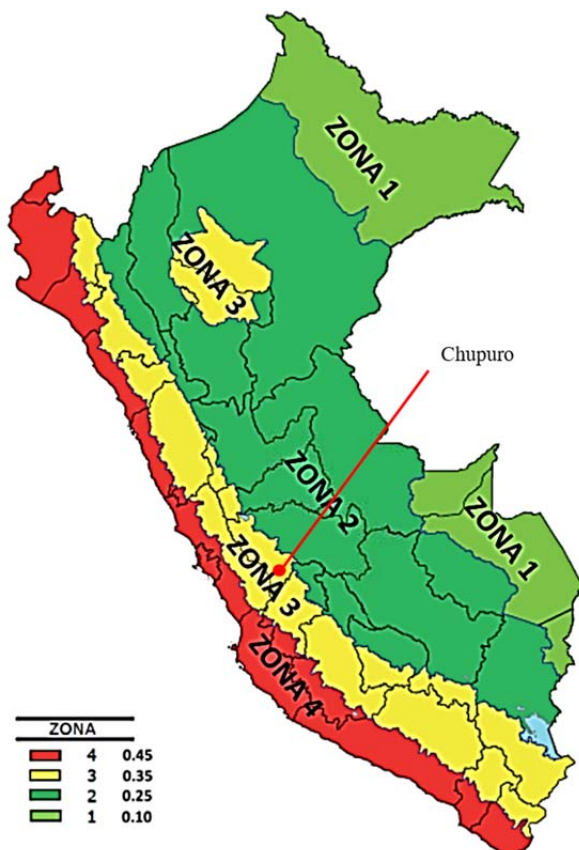 ZONA 1
ZONA 3
Chupuro
ZONA 2
ZONA 1
ZONA 3
ZONA 4
ZONA
4 0.45
3 0.35
2 0.25
1 0.10